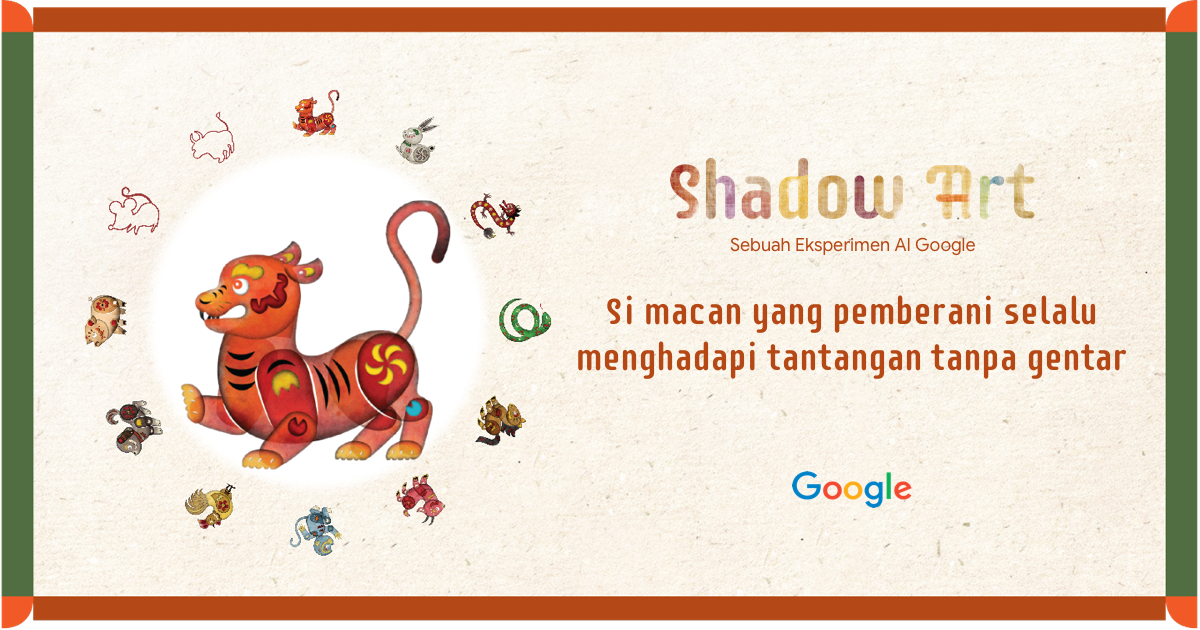 Shadow Art
Sebuah Eksperimen AI Google
Si macan yang pemberani selalu
menghadapi tantangan tanpa gentar
Google